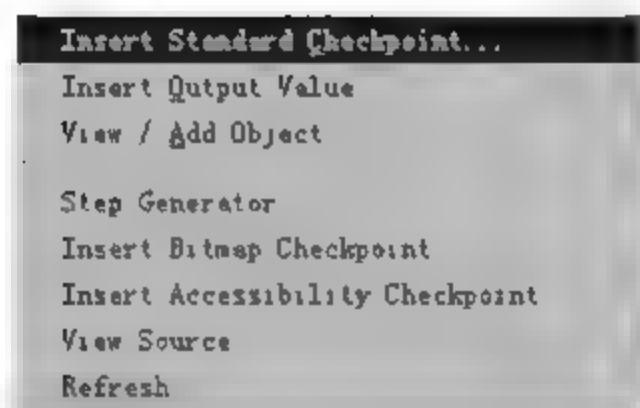 Insert Standard Checkpoint...
Insert Output Value
View / Add Object
Step Generator
Insert Bitmap Checkpoint
Insert Accessibility Checkpoint
View Source
Refresh